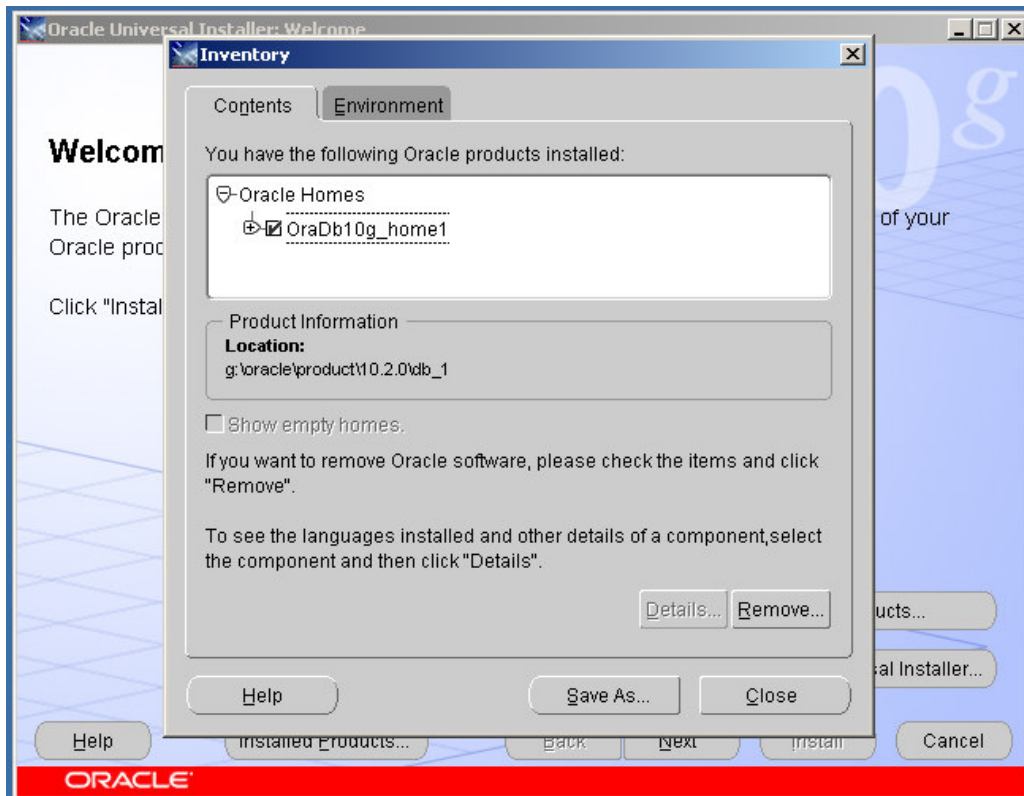 Oracle Universal Installer: Welcome
Inventory
Contents
Environment
You have the following Oracle products installed:
Oracle Homes
OraDb10g_home1
Product Information
Location:
g:\oracle\product\10.2.0\db_1
Show empty homes.
If you want to remove Oracle software, please check the items and click
"Remove".
To see the languages installed and other details of a component,select
the component and then click "Details".
Details...
Remove...
Help
Save As...
Close
Welcom
The Oracle
of your
Oracle prod
Click "Instal
0g
ucts...
sal Installer...
Help
Installed Products...
Back
Next
Install
Cancel
ORACLE